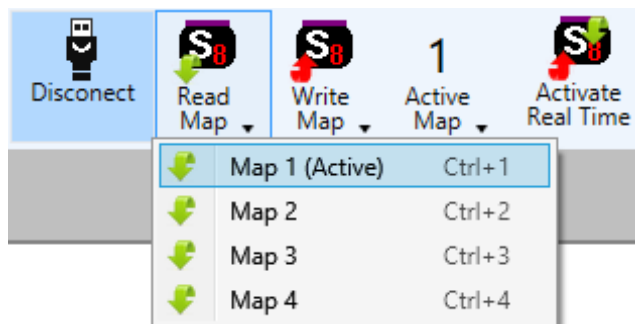 S8
Disconect
S8
Read
Map
S8
Write
Map
1
Active
Map
S8
Activate
Real Time
Map 1 (Active) Ctrl+1
Map 2 Ctrl+2
Map 3 Ctrl+3
Map 4 Ctrl+4